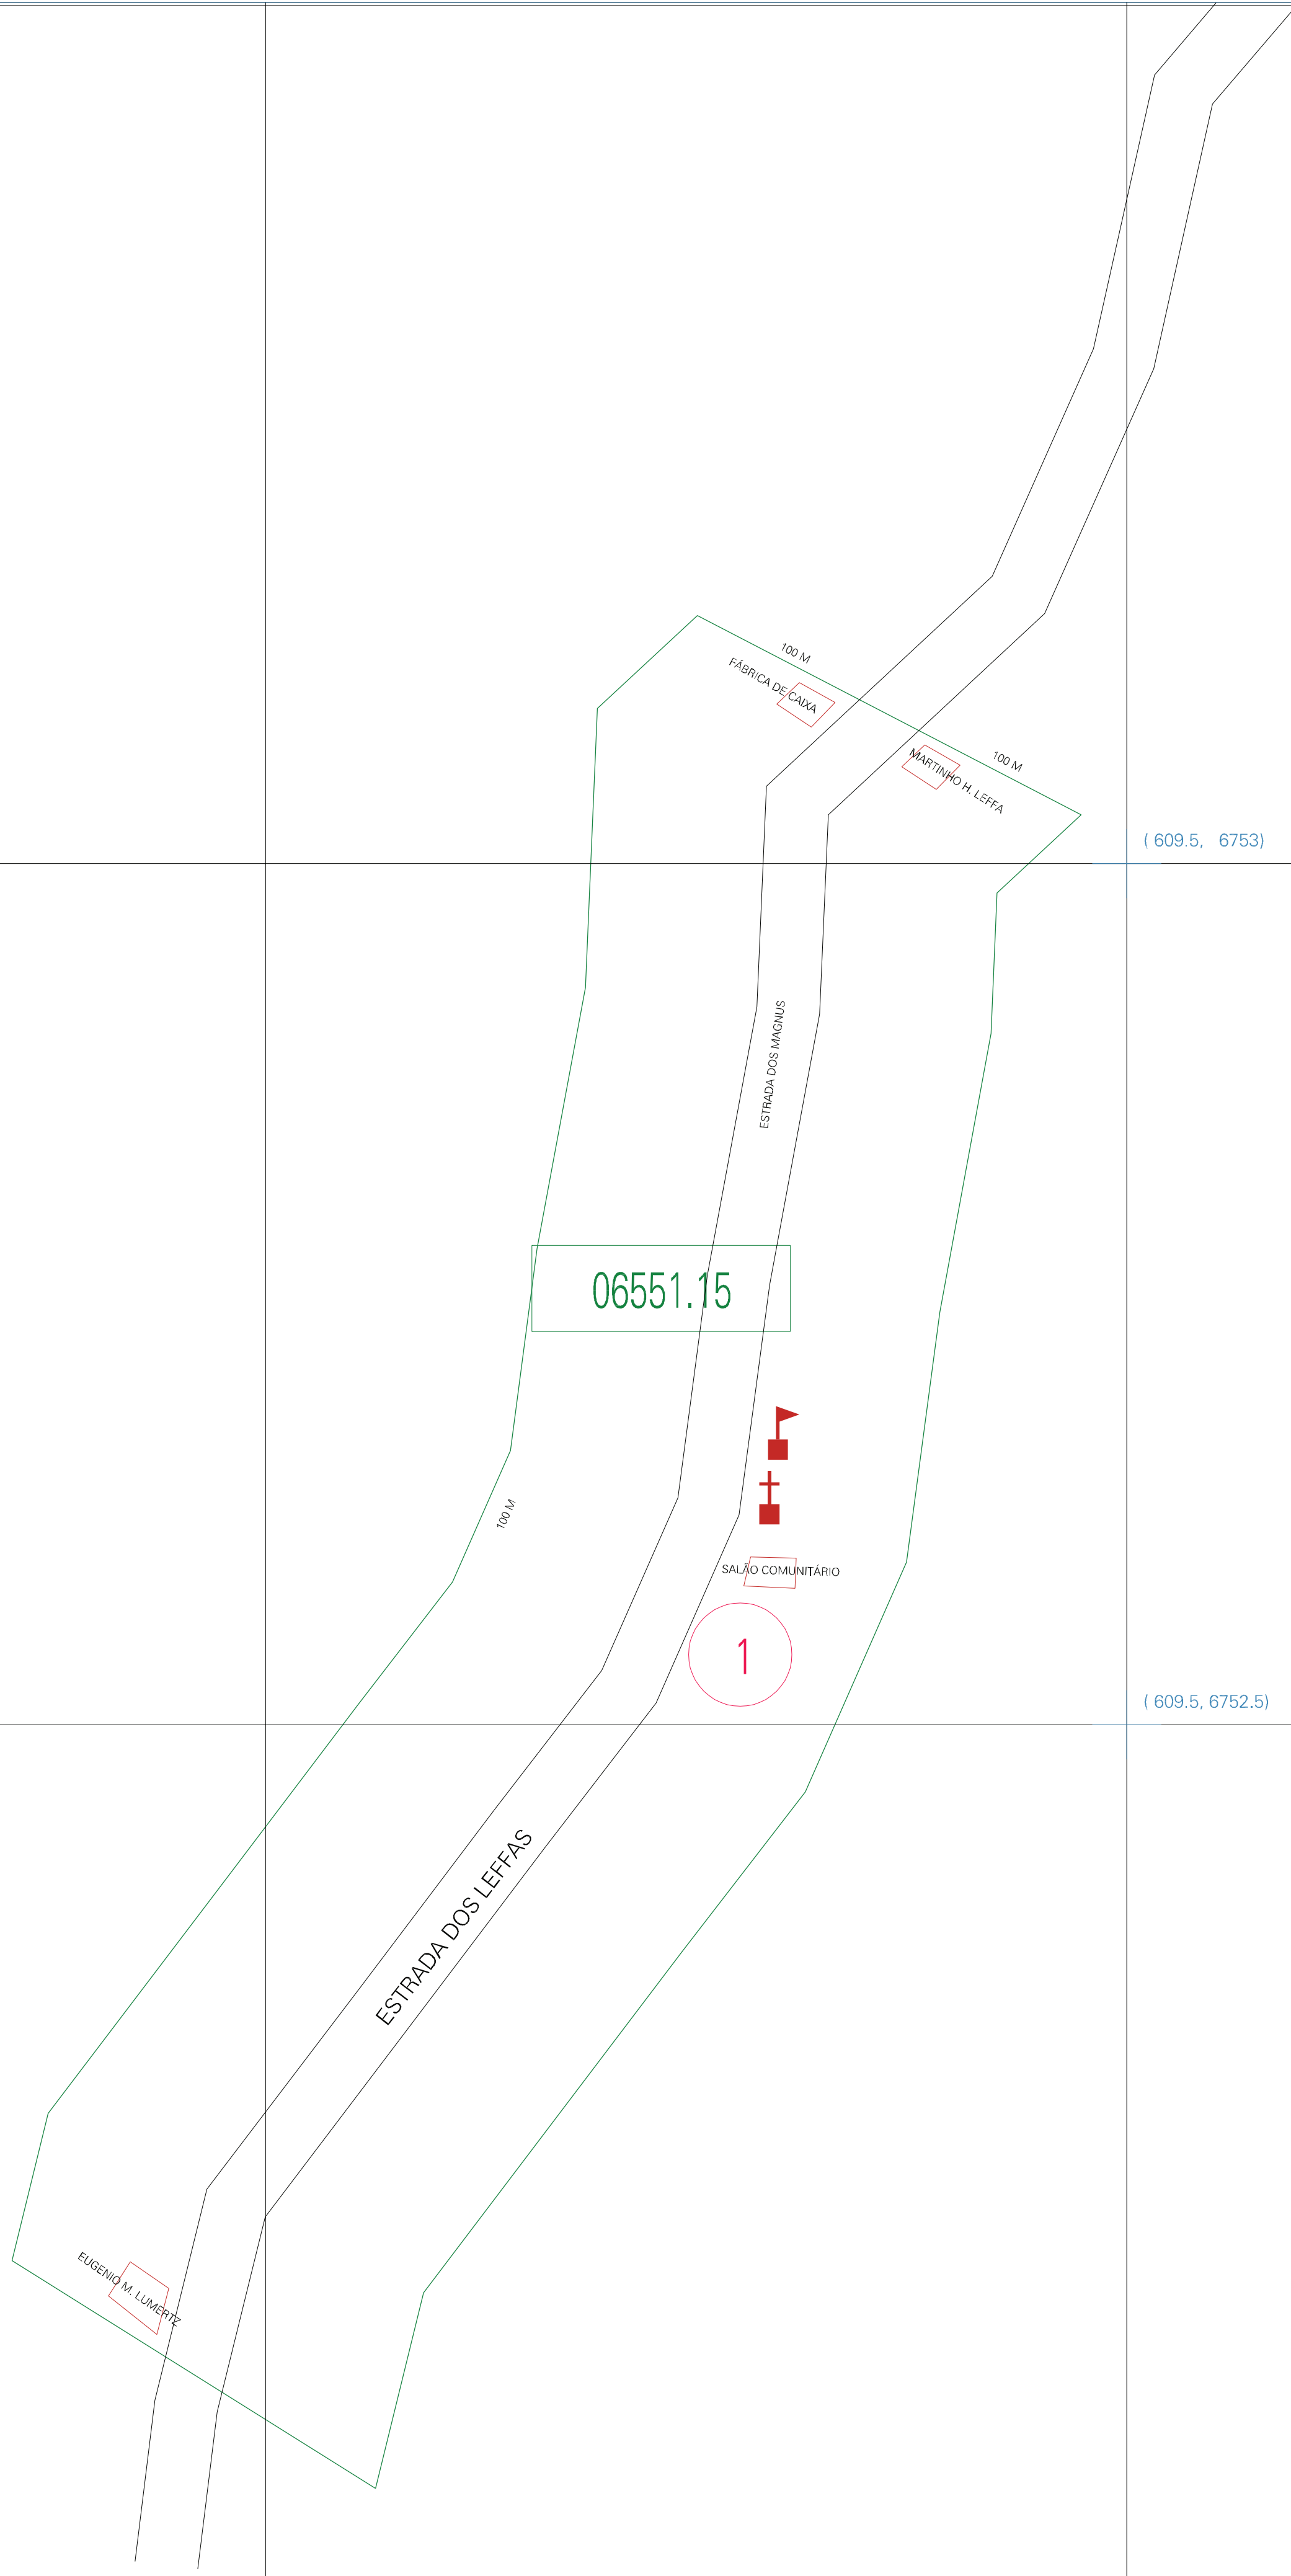 100 M
FÁBRICA DE CAIXA
MARTINHO H. LEFFA
100 M
( 609.5, 6753)
ESTRADA DOS MAGNUS
06551.15
100 M
SALÃO COMUNITÁRIO
1
( 609.5, 6752.5)
ESTRADA DOS LEFFAS
EUGENIO M. LUMERTZ